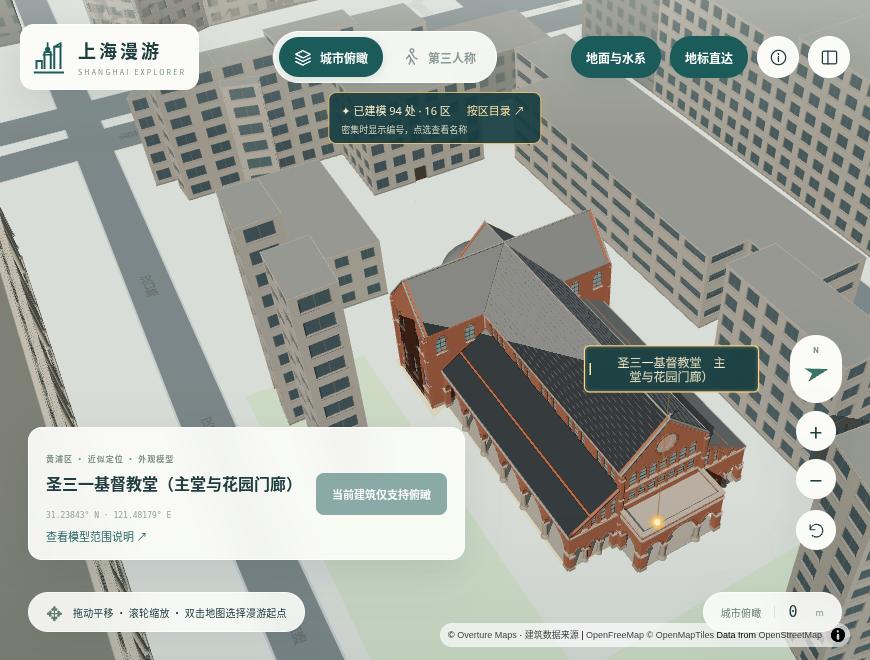 上海漫游
SHANGHAI EXPLORER
城市俯瞰
第三人称
地面与水系
地标直达
✦ 已建模 94 处 · 16 区 按区目录 ↗
密集时显示编号，点选查看名称
圣三一基督教堂 主
堂与花园门廊）
N
+
−
黄浦区 · 近似定位 · 外观模型
圣三一基督教堂（主堂与花园门廊）
当前建筑仅支持俯瞰
31.23843° N · 121.48179° E
查看模型范围说明 ↗
拖动平移 · 滚轮缩放 · 双击地图选择漫游起点
城市俯瞰 0 m
© Overture Maps · 建筑数据来源 | OpenFreeMap © OpenMapTiles Data from OpenStreetMap